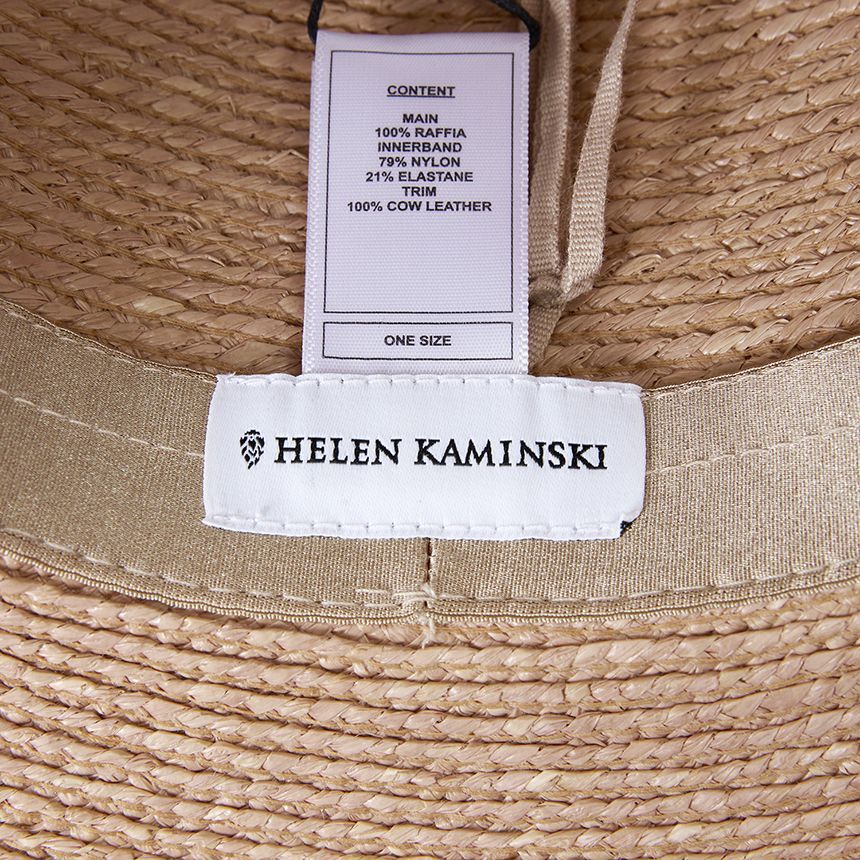 CONTENT
MAIN
100% RAFFIA
INNERBAND
79% NYLON
21% ELASTANE
TRIM
100% COW LEATHER
ONE SIZE
HELEN KAMINSKI